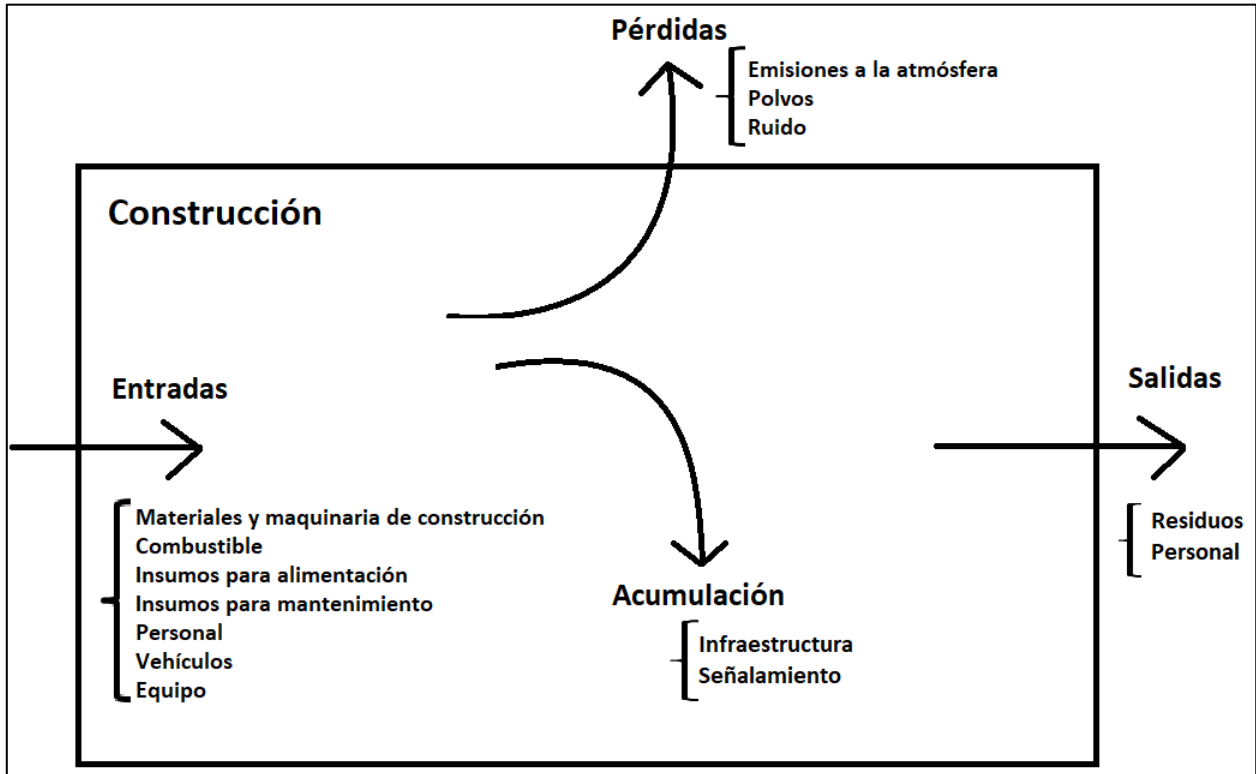 Pérdidas
Emisiones a la atmósfera
Polvos
Ruido
Construcción
Entradas
Materiales y maquinaria de construcción
Combustible
Insumos para alimentación
Insumos para mantenimiento
Personal
Vehículos
Equipo
Acumulación
Infraestructura
Señalamiento
Salidas
Residuos
Personal